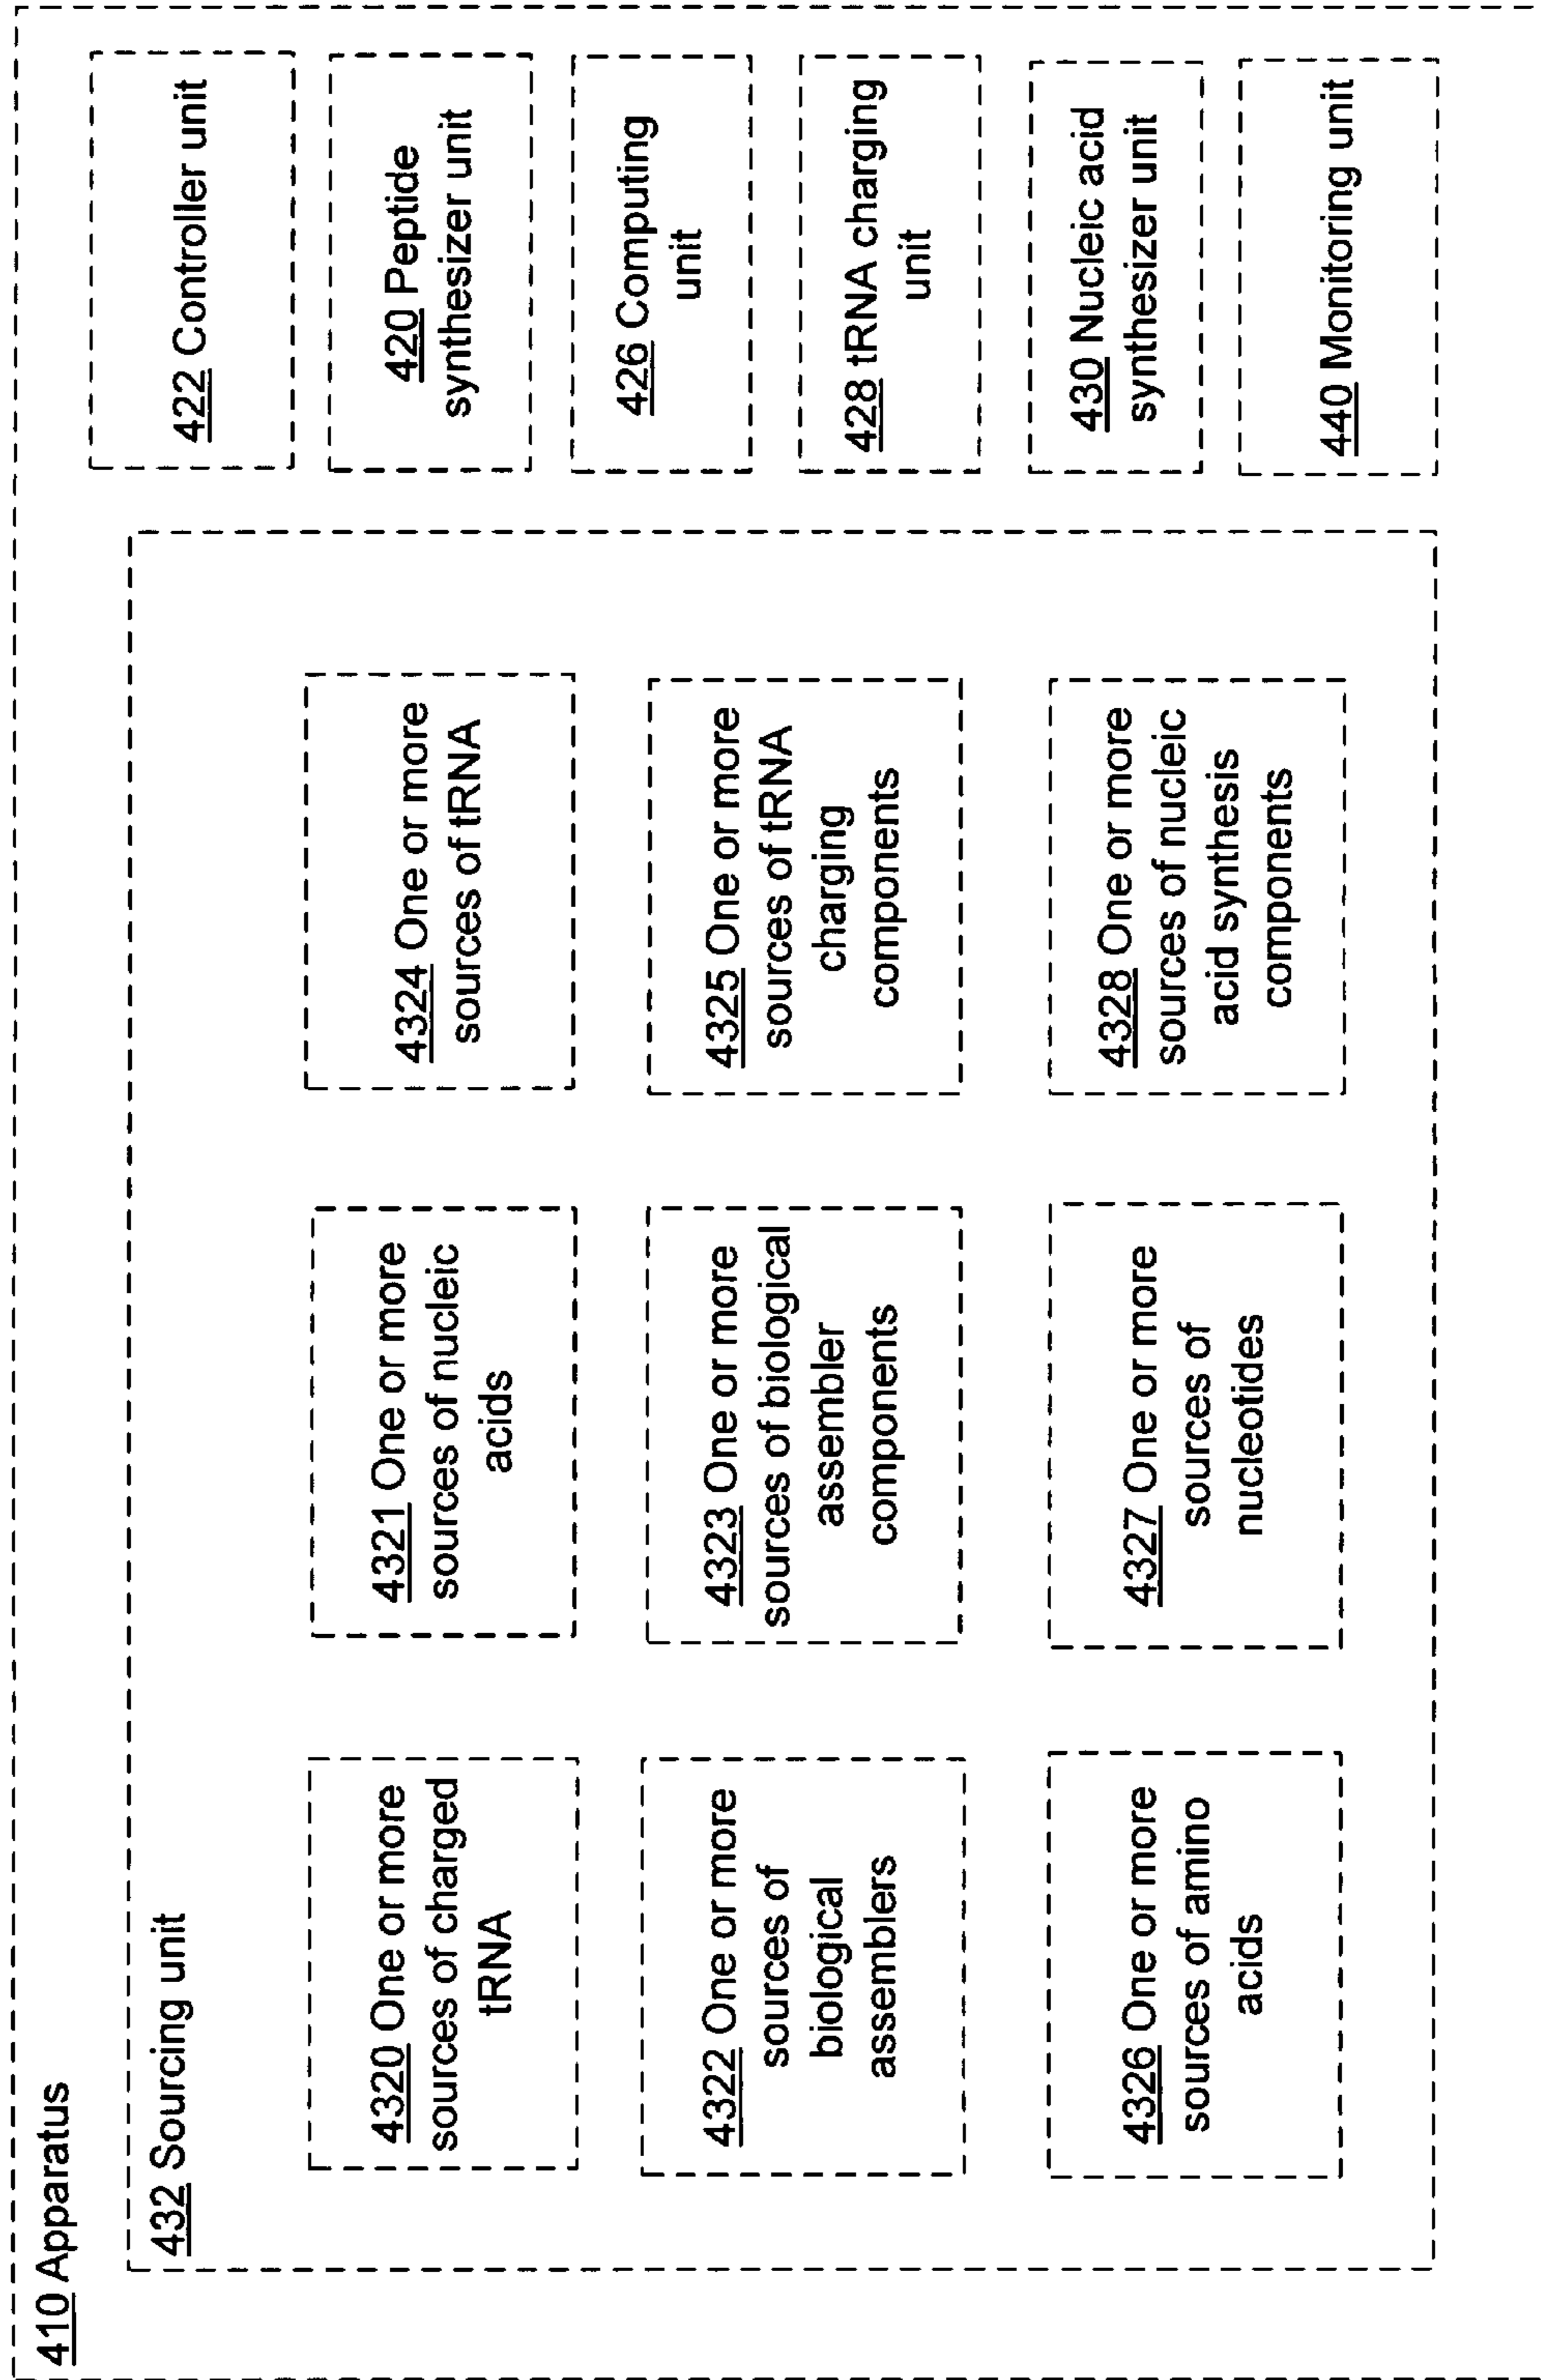 410 Apparatus
432 Sourcing unit
4320 One or more
sources of charged
tRNA
4321 One or more
sources of nucleic
acids
4324 One or more
sources of tRNA
4322 One or more
sources of
biological
assemblers
4323 One or more
sources of biological
assembler
components
4325 One or more
sources of tRNA
charging
components
4326 One or more
sources of amino
acids
4327 One or more
sources of
nucleotides
4328 One or more
sources of nucleic
acid synthesis
components
422 Controller unit
420 Peptide
synthesizer unit
426 Computing
unit
428 tRNA charging
unit
430 Nucleic acid
synthesizer unit
440 Monitoring unit